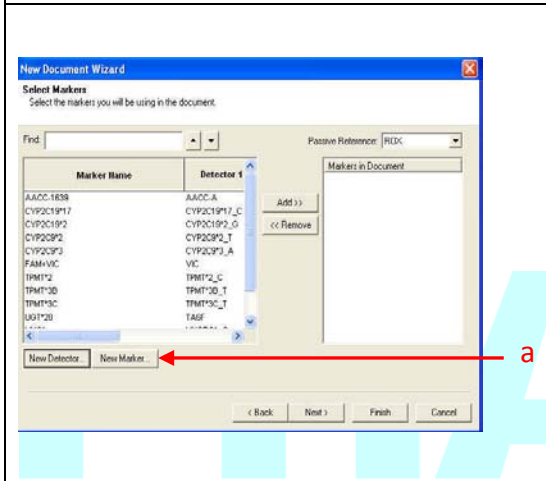 New Document Wizard
Select Markers
Select the markers you will be using in the document.
Find:
Passive Reference: ROX
Marker Name Detector 1
Markers in Document
AACC-1639 AACC-A
CYP2C19*17 CYP2C19*17_C
CYP2C19*2 CYP2C19*2_G
CYP2C9*2 CYP2C9*2_T
CYP2C9*3 CYP2C9*3_A
FAM+VIC VIC
TPMT*2 TPMT*2_C
TPMT*3B TPMT*3B_T
TPMT*3C TPMT*3C_T
UGT*28 TA6F
Add >>
<< Remove
New Detector... New Marker...
a
< Back Next > Finish Cancel